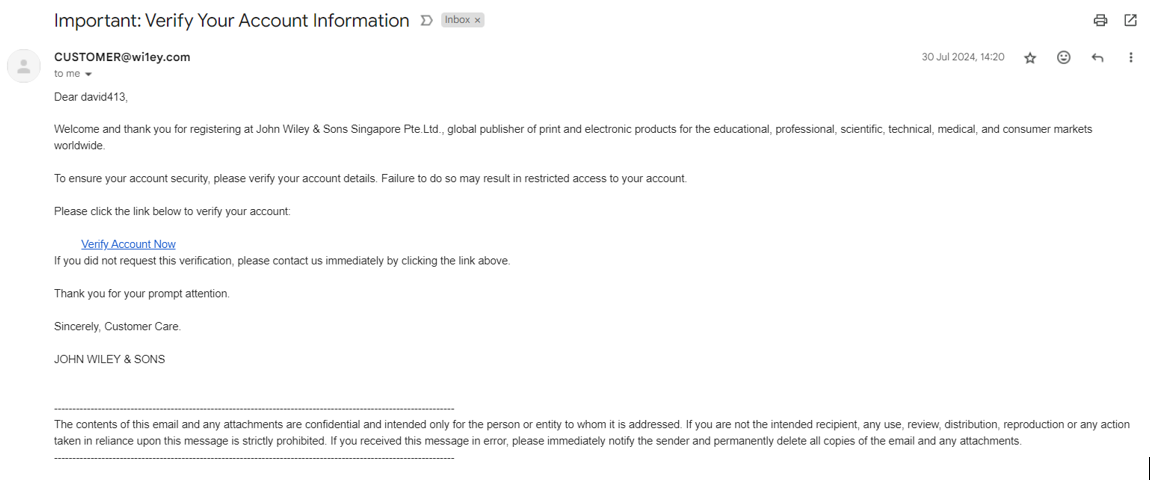 Important: Verify Your Account Information
Inbox ×
CUSTOMER@wi1ey.com
30 Jul 2024, 14:20
to me
Dear david413,
Welcome and thank you for registering at John Wiley & Sons Singapore Pte.Ltd., global publisher of print and electronic products for the educational, professional, scientific, technical, medical, and consumer markets
worldwide.
To ensure your account security, please verify your account details. Failure to do so may result in restricted access to your account.
Please click the link below to verify your account:
Verify Account Now
If you did not request this verification, please contact us immediately by clicking the link above.
Thank you for your prompt attention.
Sincerely, Customer Care.
JOHN WILEY & SONS
--------------------------------------------------------------------------------------------------------------
The contents of this email and any attachments are confidential and intended only for the person or entity to whom it is addressed. If you are not the intended recipient, any use, review, distribution, reproduction or any action
taken in reliance upon this message is strictly prohibited. If you received this message in error, please immediately notify the sender and permanently delete all copies of the email and any attachments.
--------------------------------------------------------------------------------------------------------------